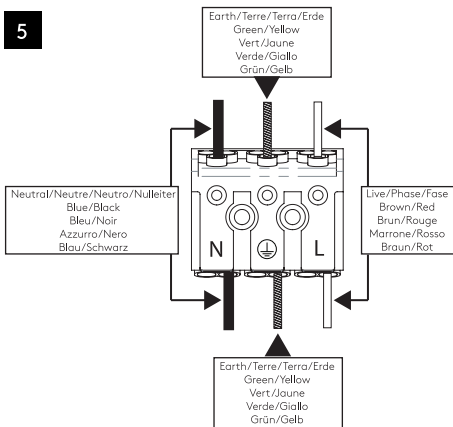 5
Earth/Terre/Terra/Erde
Green/Yellow
Vert/Jaune
Verde/Giallo
Grün/Gelb
Neutral/Neutre/Neutro/Nulleiter
Blue/Black
Bleu/Noir
Azzurro/Nero
Blau/Schwarz
Live/Phase/Fase
Brown/Red
Brun/Rouge
Marrone/Rosso
Braun/Rot
N
L
Earth/Terre/Terra/Erde
Green/Yellow
Vert/Jaune
Verde/Giallo
Grün/Gelb